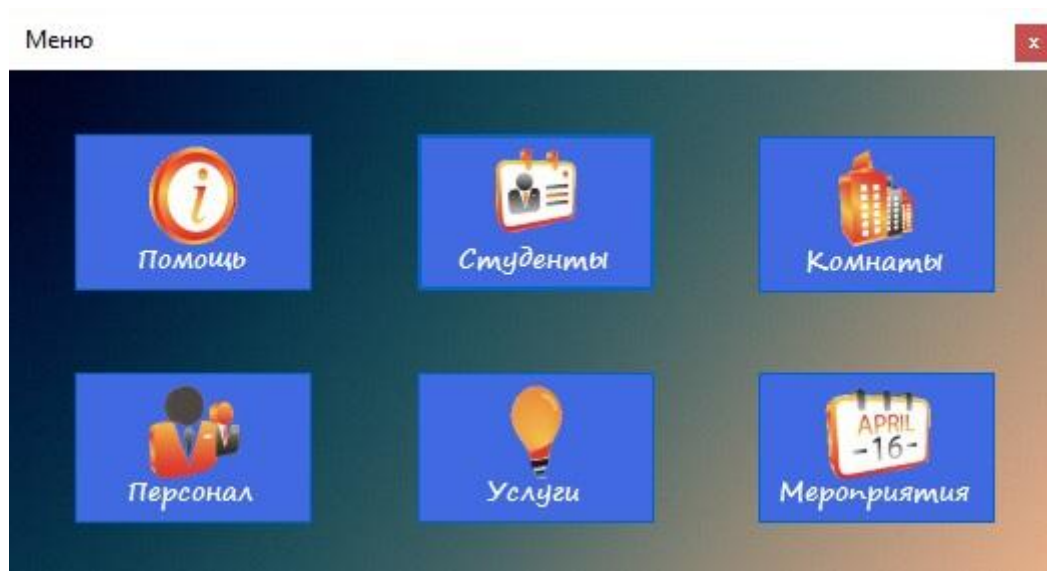 Меню
x
Помощь
Студенты
Комнаты
Персонал
Услуги
APRIL
-16-
Мероприятия